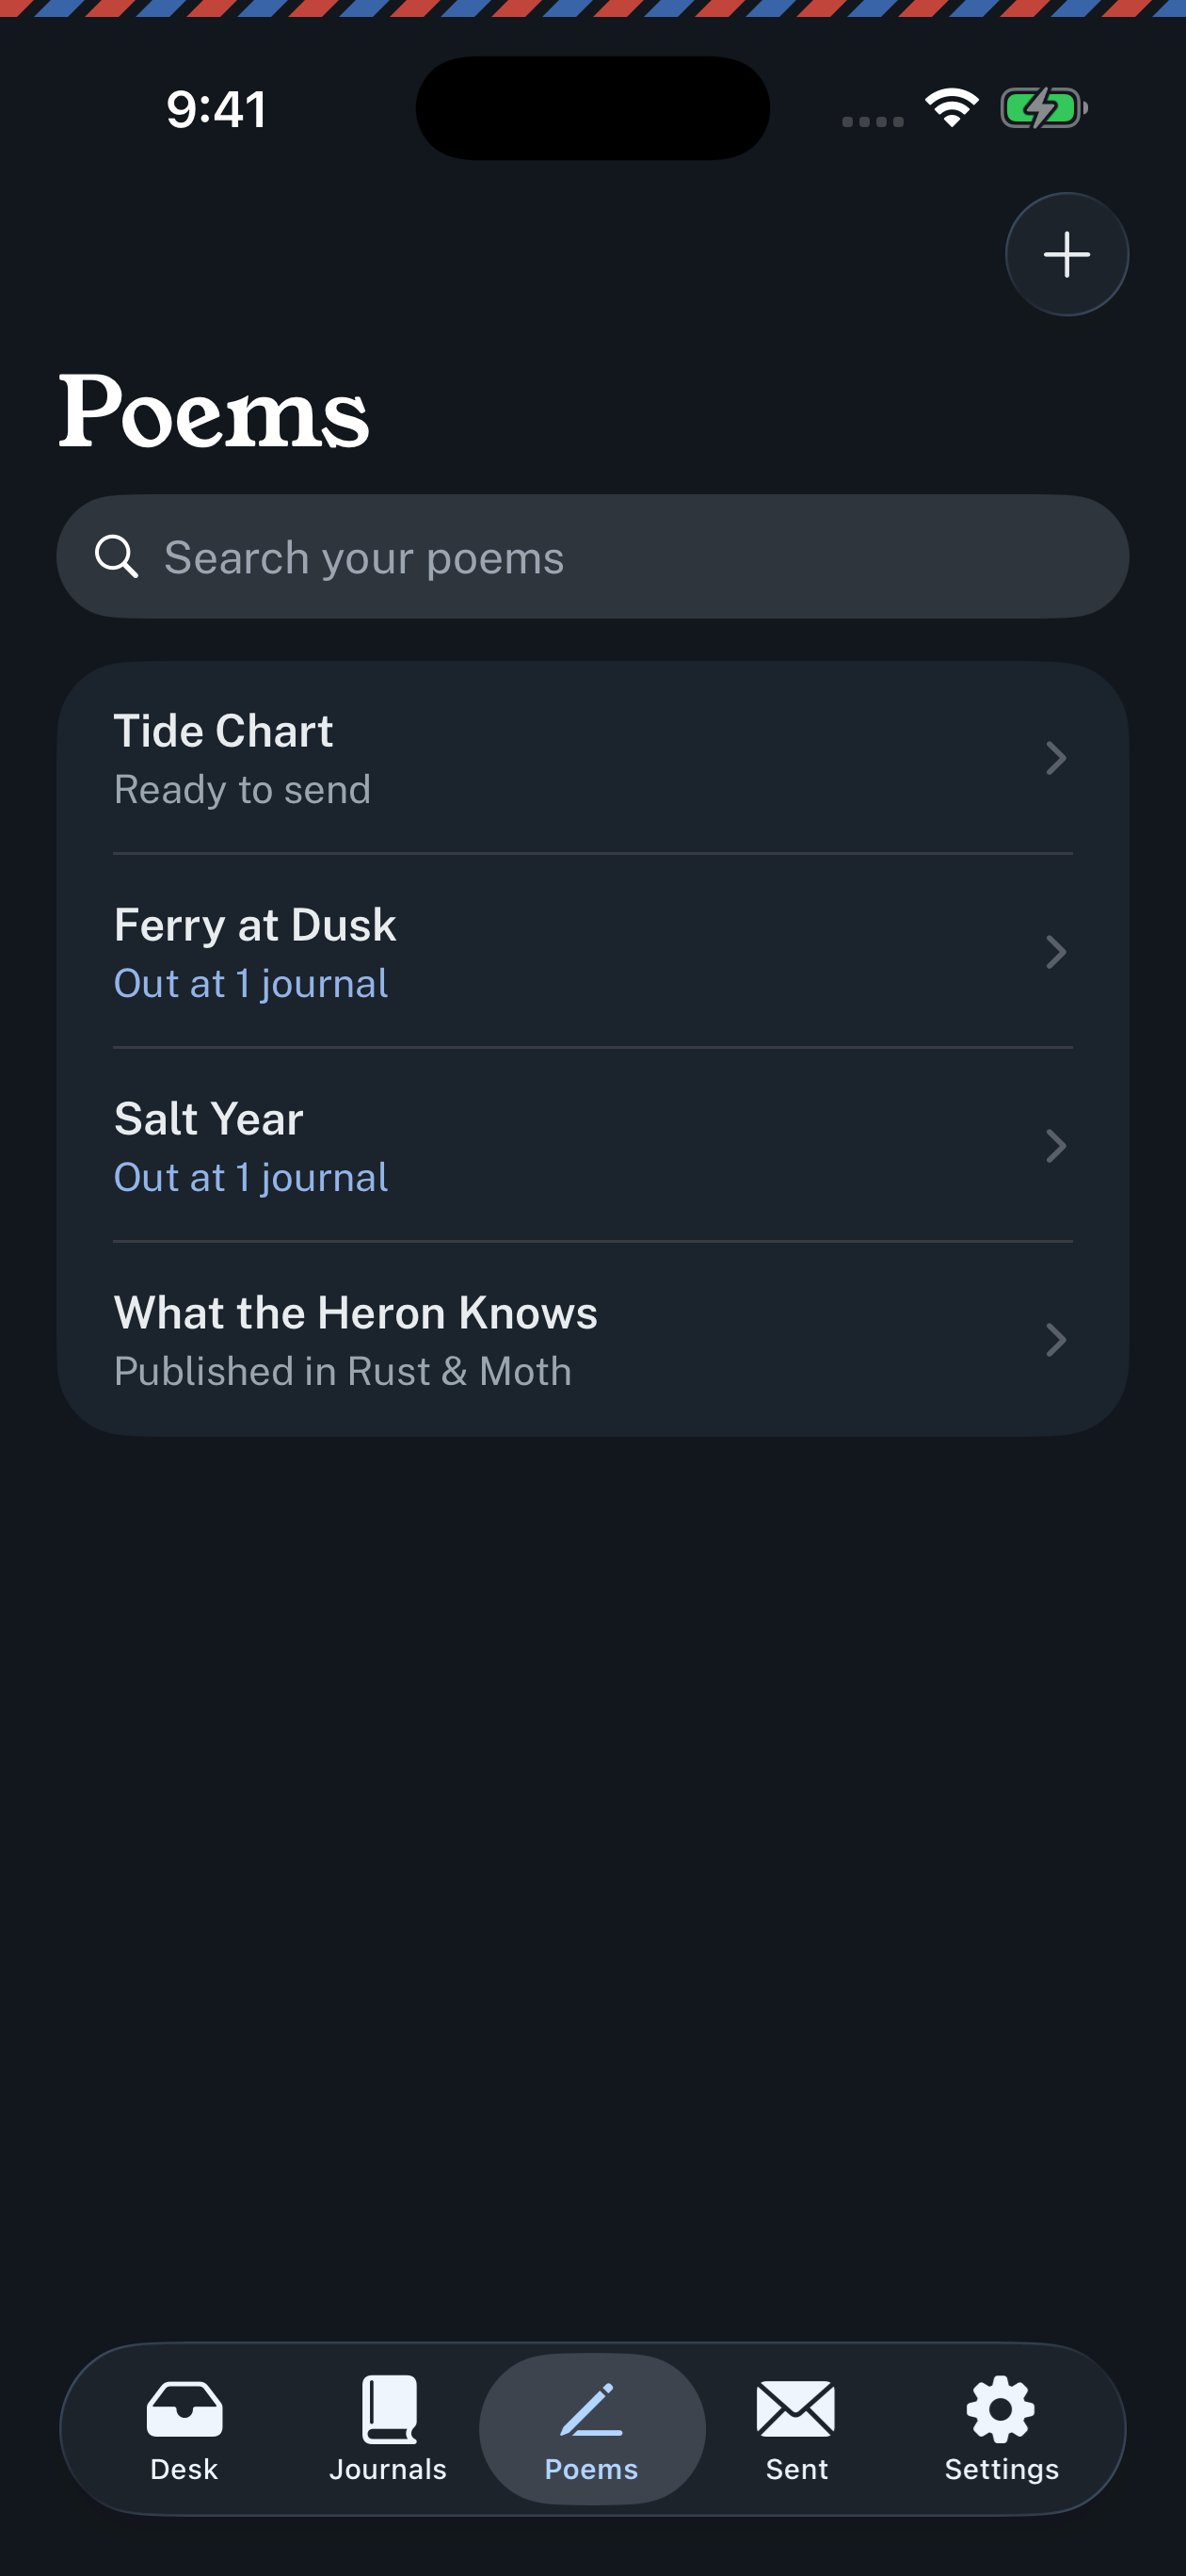 9:41
Poems
Search your poems
Tide Chart
Ready to send
Ferry at Dusk
Out at 1 journal
Salt Year
Out at 1 journal
What the Heron Knows
Published in Rust & Moth
Desk
Journals
Poems
Sent
Settings